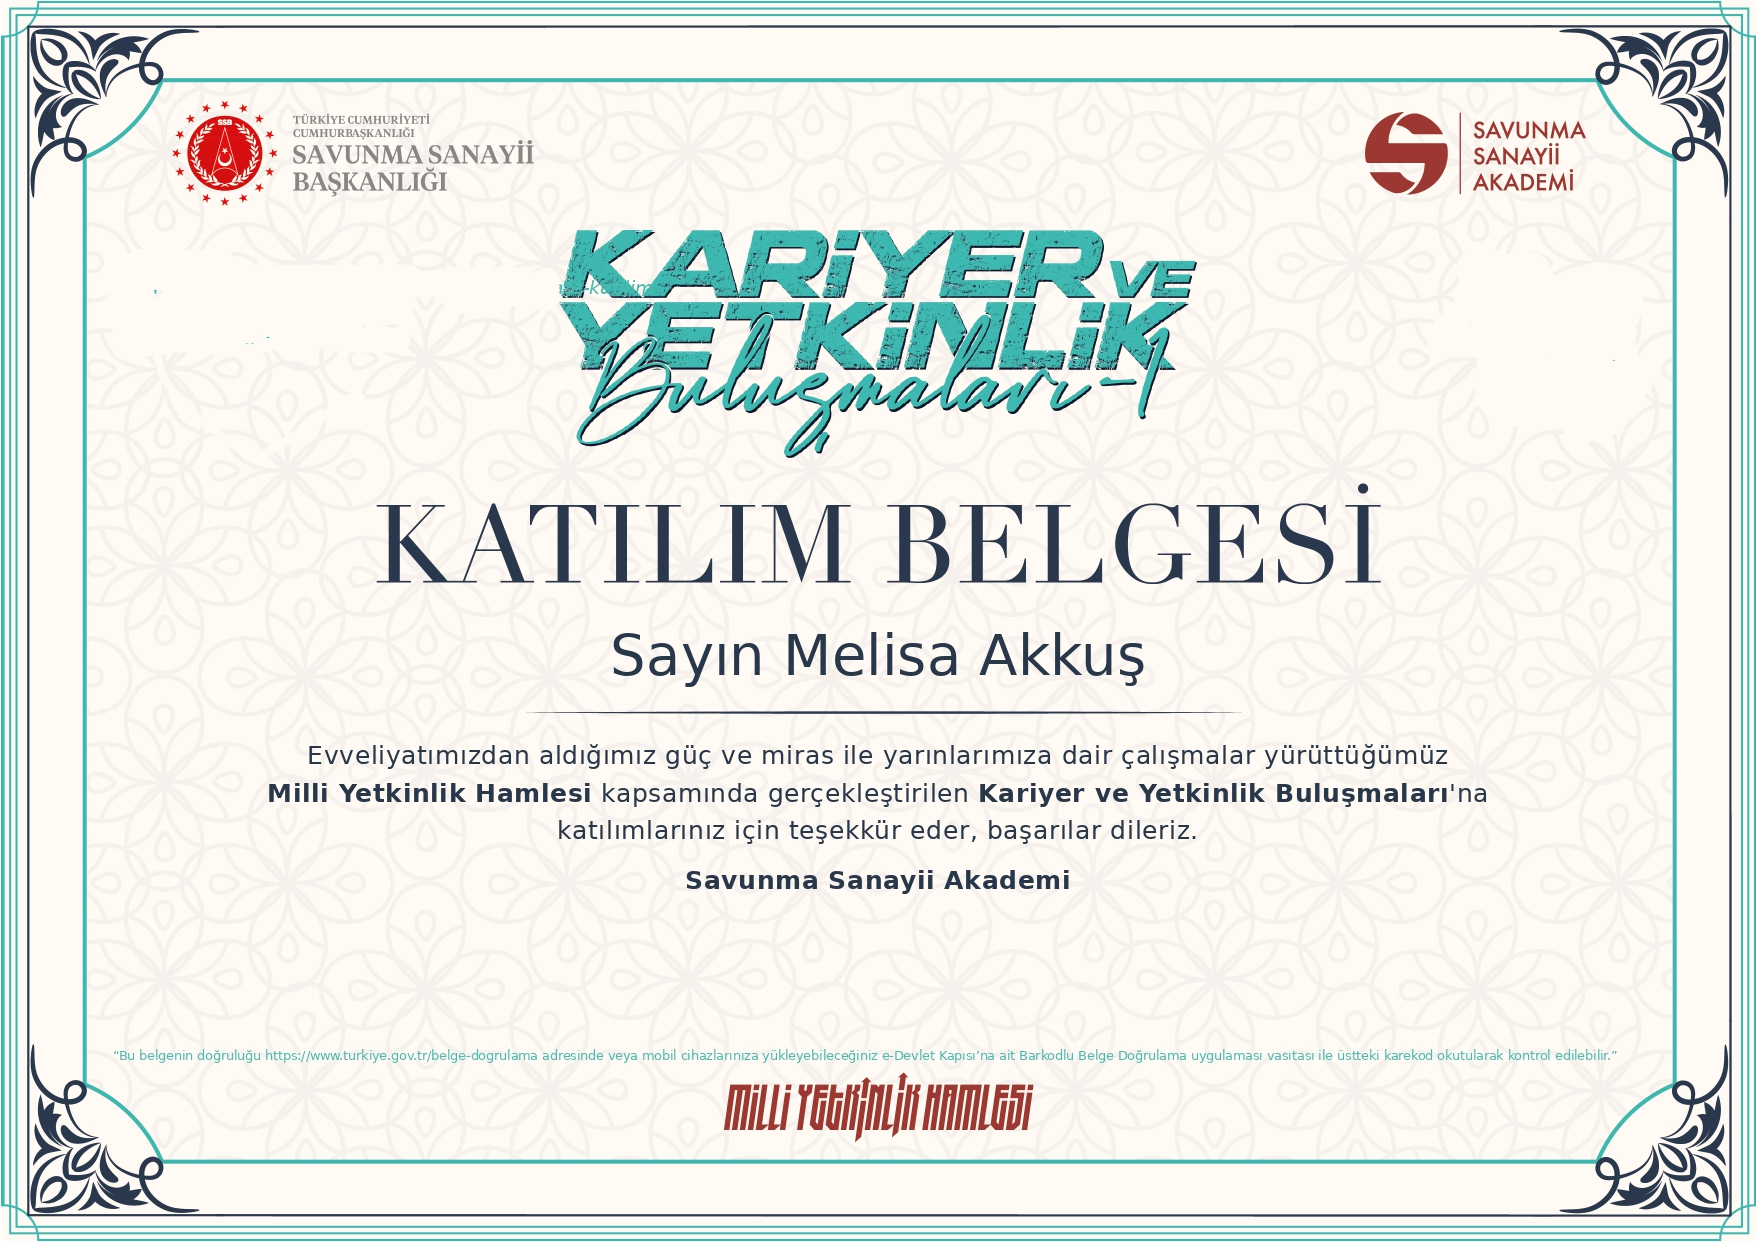 SSB
TÜRKİYE CUMHURİYETİ
CUMHURBAŞKANLIĞI
SAVUNMA SANAYİİ
BAŞKANLIĞI
SAVUNMA
SANAYİİ
AKADEMİ
KARİYER VE
YETKİNLİK
Buluşmaları-1
KATILIM BELGESİ
Sayın Melisa Akkuş
Evveliyatımızdan aldığımız güç ve miras ile yarınlarımıza dair çalışmalar yürüttüğümüz
Milli Yetkinlik Hamlesi kapsamında gerçekleştirilen Kariyer ve Yetkinlik Buluşmaları'na
katılımlarınız için teşekkür eder, başarılar dileriz.
Savunma Sanayii Akademi
“Bu belgenin doğruluğu https://www.turkiye.gov.tr/belge-dogrulama adresinde veya mobil cihazlarınıza yükleyebileceğiniz e-Devlet Kapısı’na ait Barkodlu Belge Doğrulama uygulaması vasıtası ile üstteki karekod okutularak kontrol edilebilir.”
MİLLİ YETKİNLİK HAMLESİ